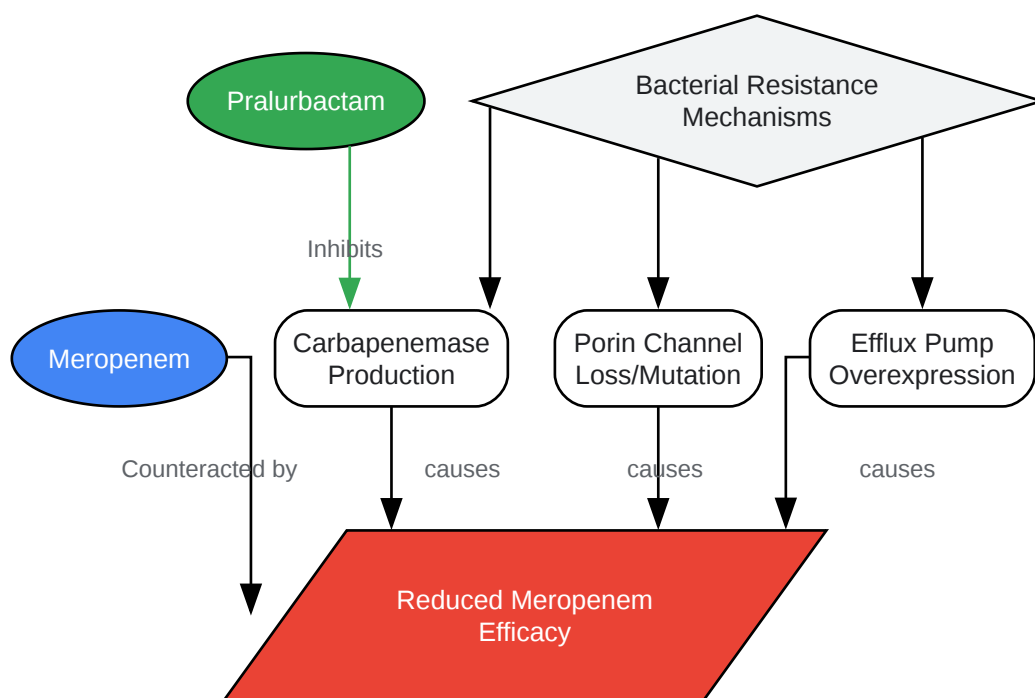 Pralurbactam
Bacterial Resistance
Mechanisms
Inhibits
Meropenem
Carbapenemase
Production
Porin Channel
Loss/Mutation
Efflux Pump
Overexpression
Counteracted by
causes
causes
causes
Reduced Meropenem
Efficacy